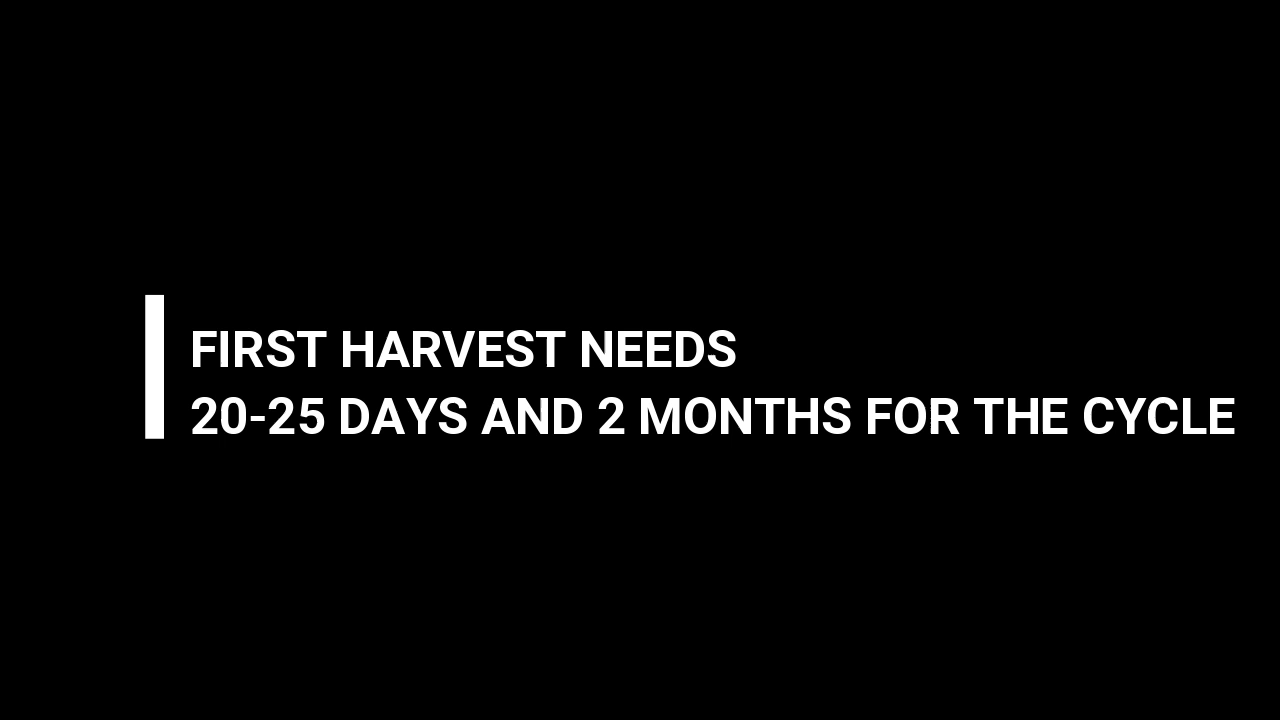 FIRST HARVEST NEEDS
20-25 DAYS AND 2 MONTHS FOR THE CYCLE